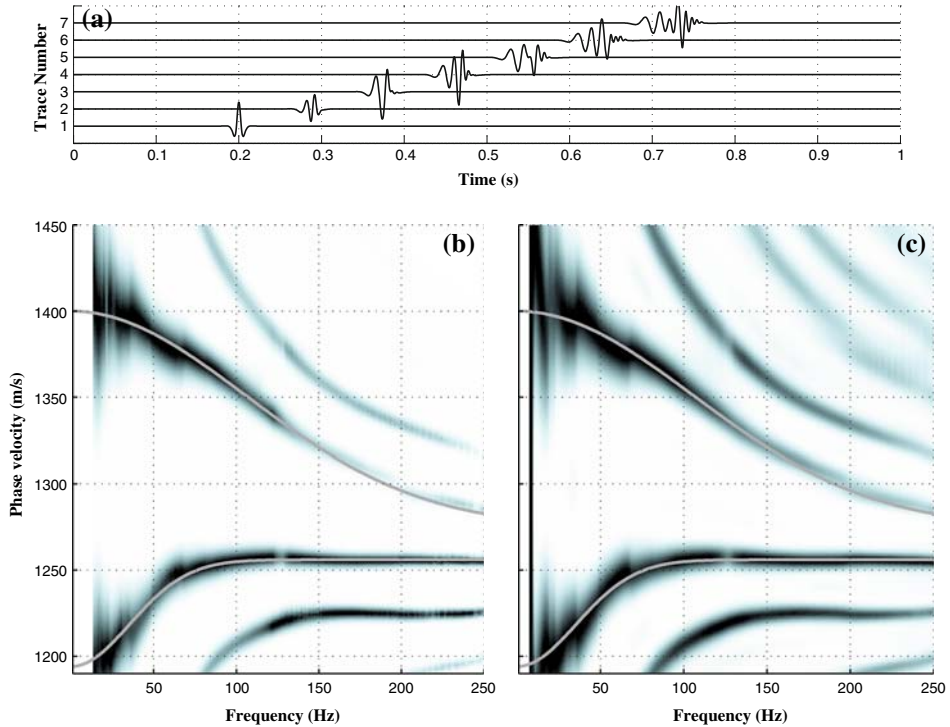 (a)
Trace Number
7
6
5
4
3
2
1
0 0.1 0.2 0.3 0.4 0.5 0.6 0.7 0.8 0.9 1
Time (s)
(b)
Phase velocity (m/s)
1450
1400
1350
1300
1250
1200
50 100 150 200 250
Frequency (Hz)
(c)
50 100 150 200 250
Frequency (Hz)